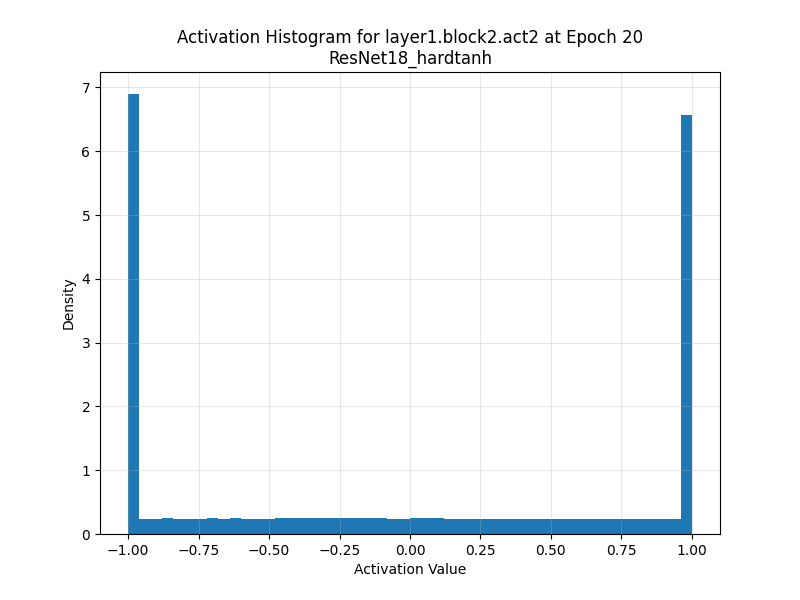 Activation Histogram for layer1.block2.act2 at Epoch 20
ResNet18_hardtanh
Density
7
6
5
4
3
2
1
0
−1.00 −0.75 −0.50 −0.25 0.00 0.25 0.50 0.75 1.00
Activation Value